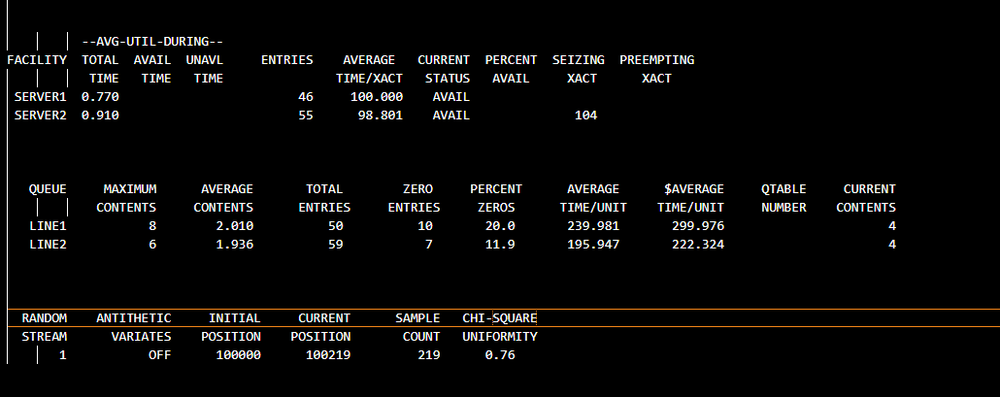 --AVG-UTIL-DURING--
FACILITY TOTAL AVAIL UNAVL ENTRIES AVERAGE CURRENT PERCENT SEIZING PREEMPTING
TIME TIME TIME TIME/XACT STATUS AVAIL XACT XACT
SERVER1 0.770 46 100.000 AVAIL
SERVER2 0.910 55 98.801 AVAIL 104
QUEUE MAXIMUM AVERAGE TOTAL ZERO PERCENT AVERAGE $AVERAGE QTABLE CURRENT
CONTENTS CONTENTS ENTRIES ENTRIES ZEROS TIME/UNIT TIME/UNIT NUMBER CONTENTS
LINE1 8 2.010 50 10 20.0 239.981 299.976 4
LINE2 6 1.936 59 7 11.9 195.947 222.324 4
RANDOM ANTITHETIC INITIAL CURRENT SAMPLE CHI-SQUARE
STREAM VARIATES POSITION POSITION COUNT UNIFORMITY
1 OFF 100000 100219 219 0.76